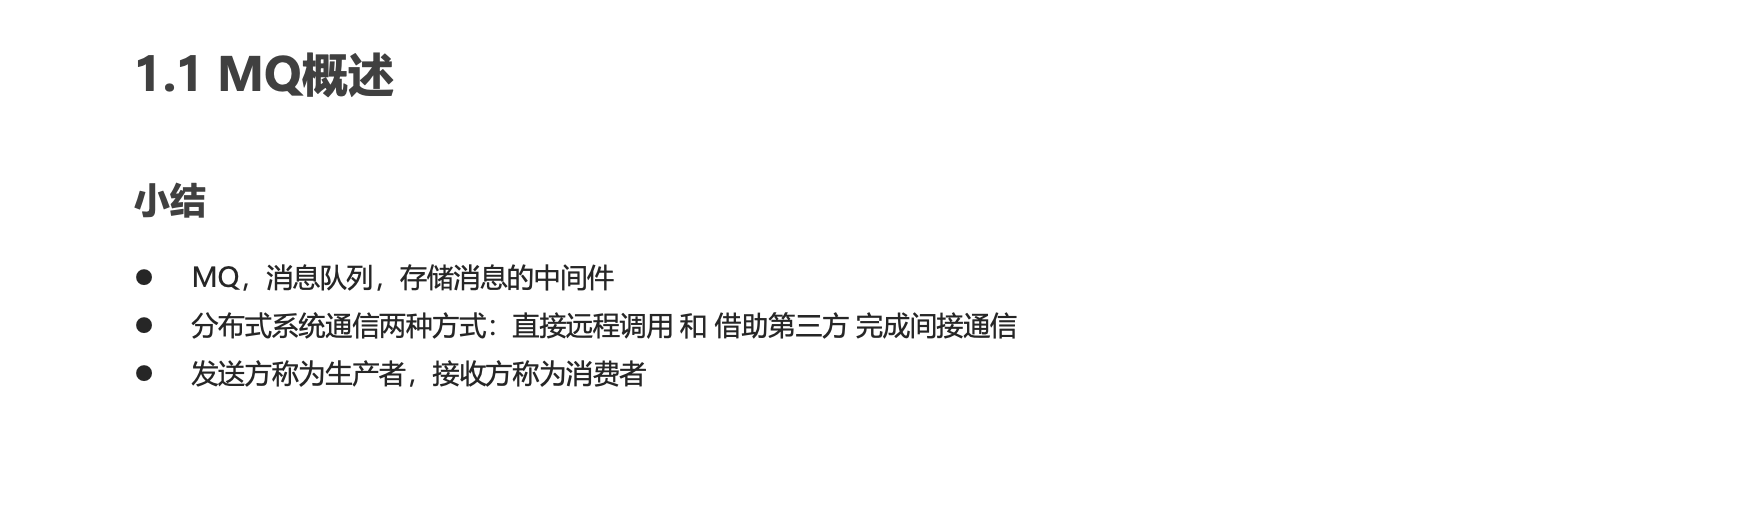 1.1 MQ概述
小结
● MQ，消息队列，存储消息的中间件
● 分布式系统通信两种方式：直接远程调用 和 借助第三方 完成间接通信
● 发送方称为生产者，接收方称为消费者